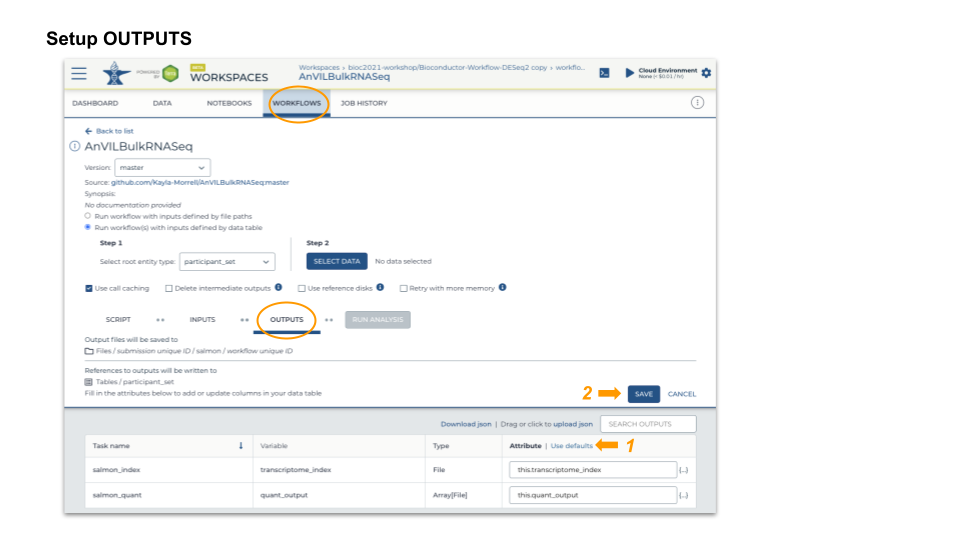 Setup OUTPUTS
POWERED BY
terra
BETA
WORKSPACES
Workspaces › bioc2021-workshop/Bioconductor-Workflow-DESeq2 copy › workflo...
AnVILBulkRNASeq
Cloud Environment
None (< $0.01 / hr)
DASHBOARD DATA NOTEBOOKS WORKFLOWS JOB HISTORY
Back to list
AnVILBulkRNASeq
Version: master
Source: github.com/Kayla-Morrell/AnVILBulkRNASeq:master
Synopsis:
No documentation provided
Run workflow with inputs defined by file paths
Run workflow(s) with inputs defined by data table
Step 1 Step 2
Select root entity type: participant_set SELECT DATA No data selected
Use call caching Delete intermediate outputs Use reference disks Retry with more memory
SCRIPT INPUTS OUTPUTS RUN ANALYSIS
Output files will be saved to
Files / submission unique ID / salmon / workflow unique ID
References to outputs will be written to
Tables / participant_set
Fill in the attributes below to add or update columns in your data table
2 SAVE CANCEL
Download json | Drag or click to upload json SEARCH OUTPUTS
Task name Variable Type Attribute | Use defaults 1
salmon_index transcriptome_index File this.transcriptome_index {...}
salmon_quant quant_output Array[File] this.quant_output {...}